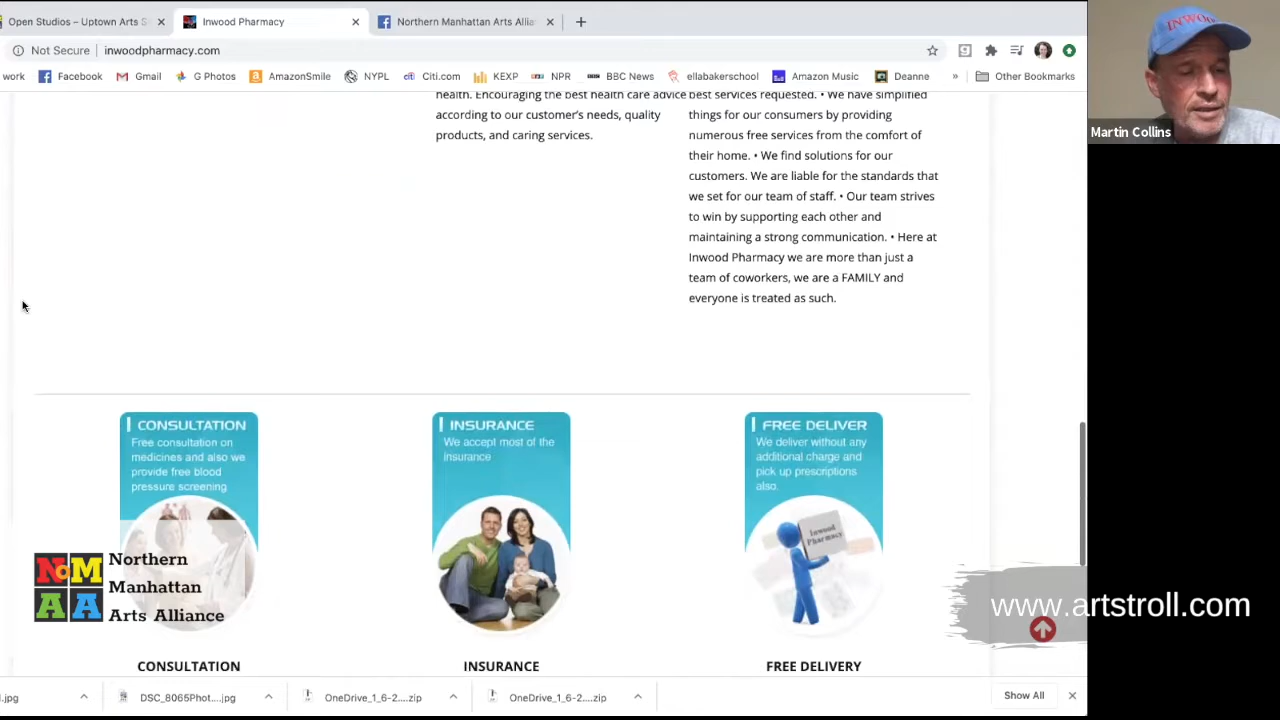 Open Studios – Uptown Arts S
Inwood Pharmacy
Northern Manhattan Arts Allia
Not Secure
inwoodpharmacy.com
work
Facebook
Gmail
G Photos
AmazonSmile
NYPL
Citi.com
KEXP
NPR
BBC News
ellabakerschool
Amazon Music
Deanne
»
Other Bookmarks
INWOO
Martin Collins
health. Encouraging the best health care advice
according to our customer's needs, quality
products, and caring services.
best services requested. • We have simplified
things for our consumers by providing
numerous free services from the comfort of
their home. • We find solutions for our
customers. We are liable for the standards that
we set for our team of staff. • Our team strives
to win by supporting each other and
maintaining a strong communication. • Here at
Inwood Pharmacy we are more than just a
team of coworkers, we are a FAMILY and
everyone is treated as such.
CONSULTATION
Free consultation on
medicines and also we
provide free blood
pressure screening
INSURANCE
We accept most of the
insurance
FREE DELIVER
We deliver without any
additional charge and
pick up prescriptions
also.
Inwood
Pharmacy
NoM
AA
Northern
Manhattan
Arts Alliance
www.artstroll.com
CONSULTATION
INSURANCE
FREE DELIVERY
l.jpg
DSC_8065Phot....jpg
OneDrive_1_6-2....zip
OneDrive_1_6-2....zip
Show All